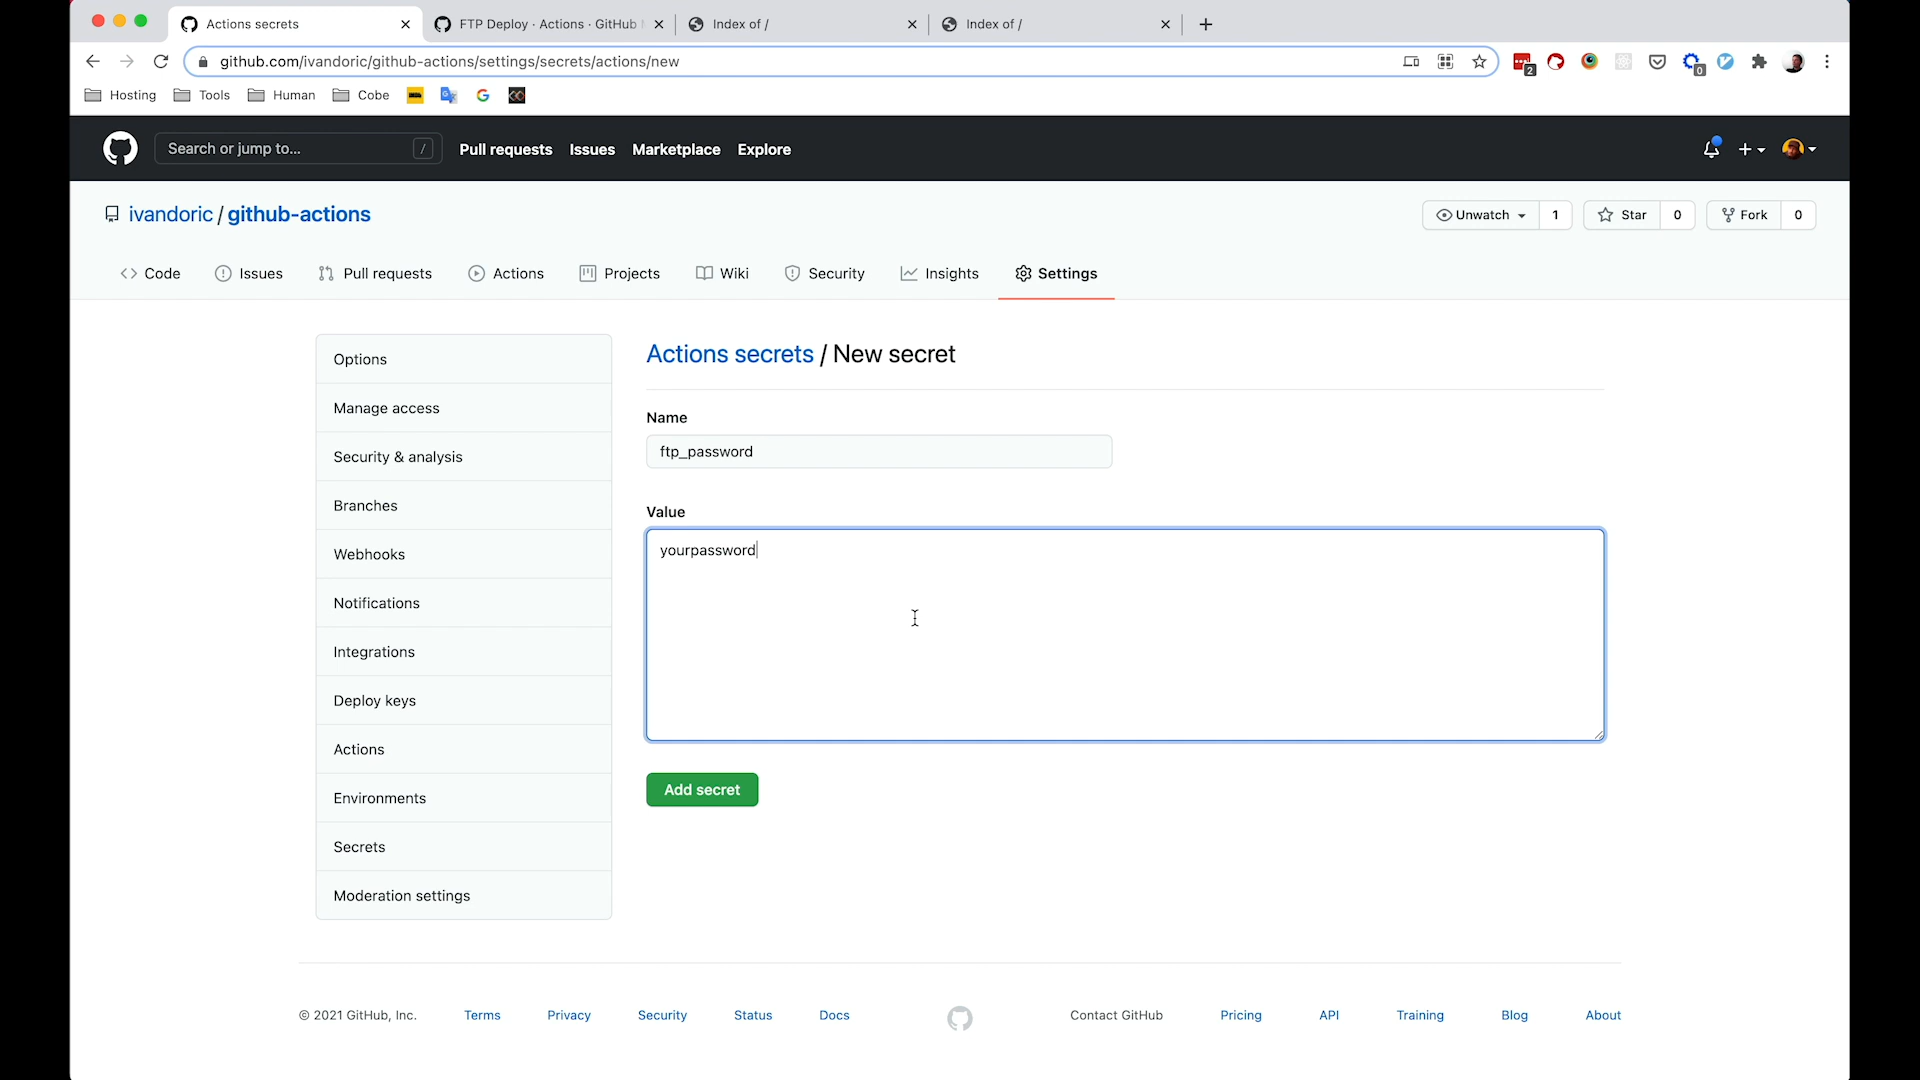 Actions secrets
FTP Deploy · Actions · GitHub
Index of /
Index of /
github.com/ivandoric/github-actions/settings/secrets/actions/new
2
0
Hosting
Tools
Human
Cobe
Search or jump to...
/
Pull requests
Issues
Marketplace
Explore
ivandoric / github-actions
Unwatch
1
Star
0
Fork
0
Code
Issues
Pull requests
Actions
Projects
Wiki
Security
Insights
Settings
Options
Manage access
Security & analysis
Branches
Webhooks
Notifications
Integrations
Deploy keys
Actions
Environments
Secrets
Moderation settings
Actions secrets / New secret
Name
ftp_password
Value
yourpassword
Add secret
© 2021 GitHub, Inc.
Terms
Privacy
Security
Status
Docs
Contact GitHub
Pricing
API
Training
Blog
About